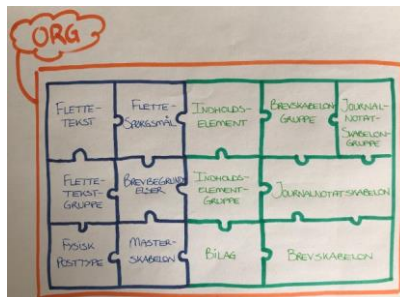 ORG
FLETTE-
TEKST
FLETTE-
SPØRGSMÅL
INDHOLDS-
ELEMENT
BREVSKABELON
GRUPPE
JOURNAL-
NOTAT-
SKABELON-
GRUPPE
FLETTE-
TEKST-
GRUPPE
BREVBEGRUND
ELSER
INDHOLDS-
ELEMENT-
GRUPPE
JOURNALNOTATSKABELON
FYSISK
POSTTYPE
MASTER-
SKABELON
BILAG
BREVSKABELON